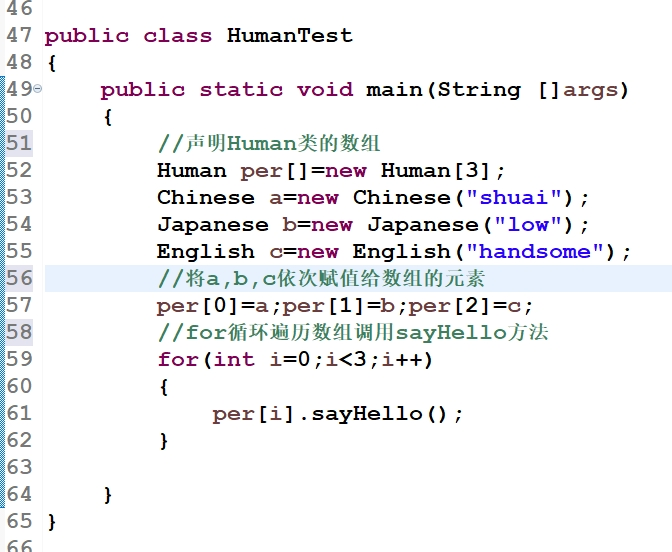 46
47 public class HumanTest
48 {
49 public static void main(String []args)
50 {
51 //声明Human类的数组
52 Human per[]=new Human[3];
53 Chinese a=new Chinese("shuai");
54 Japanese b=new Japanese("low");
55 English c=new English("handsome");
56 //将a,b,c依次赋值给数组的元素
57 per[0]=a;per[1]=b;per[2]=c;
58 //for循环遍历数组调用sayHello方法
59 for(int i=0;i<3;i++)
60 {
61 per[i].sayHello();
62 }
63
64 }
65 }
66